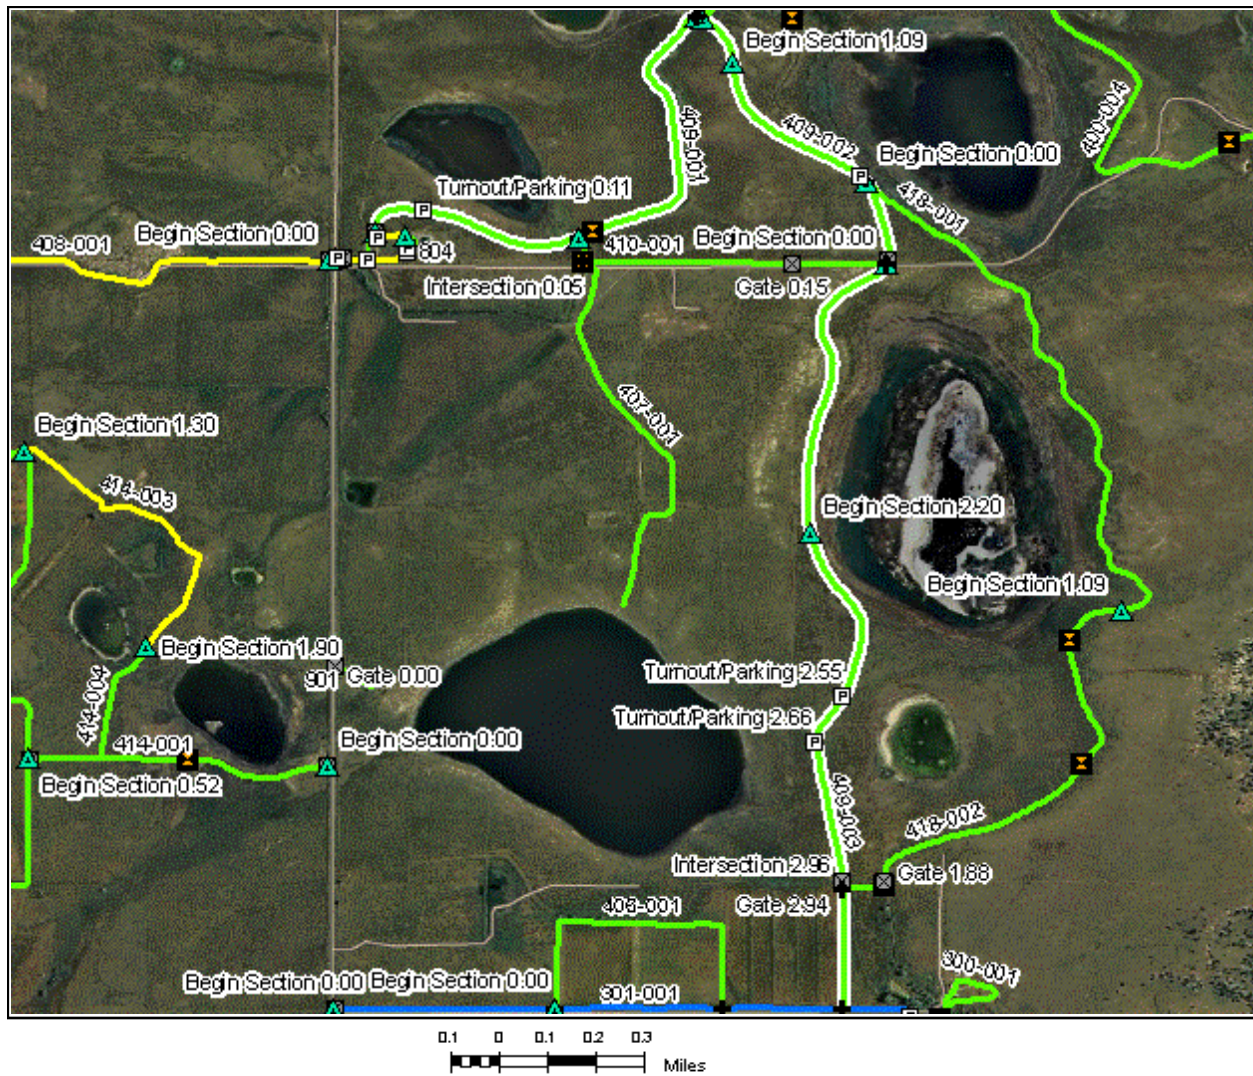 Begin Section 1.09
409-001
409-002
400-004
Begin Section 0.00
418-001
Turnout/Parking 0.11
408-001
Begin Section 0.00
804
410-001
Begin Section 0.00
Intersection 0.05
Gate 0.15
407-001
Begin Section 1.30
414-003
Begin Section 2.20
Begin Section 1.09
Begin Section 1.90
901
Gate 0.00
Turnout/Parking 2.55
414-004
Turnout/Parking 2.66
414-001
Begin Section 0.00
Begin Section 0.52
409-003
418-002
Intersection 2.96
Gate 1.88
Gate 2.94
Begin Section 0.00
Begin Section 0.00
301-001
300-001
0.1 0 0.1 0.2 0.3
Miles